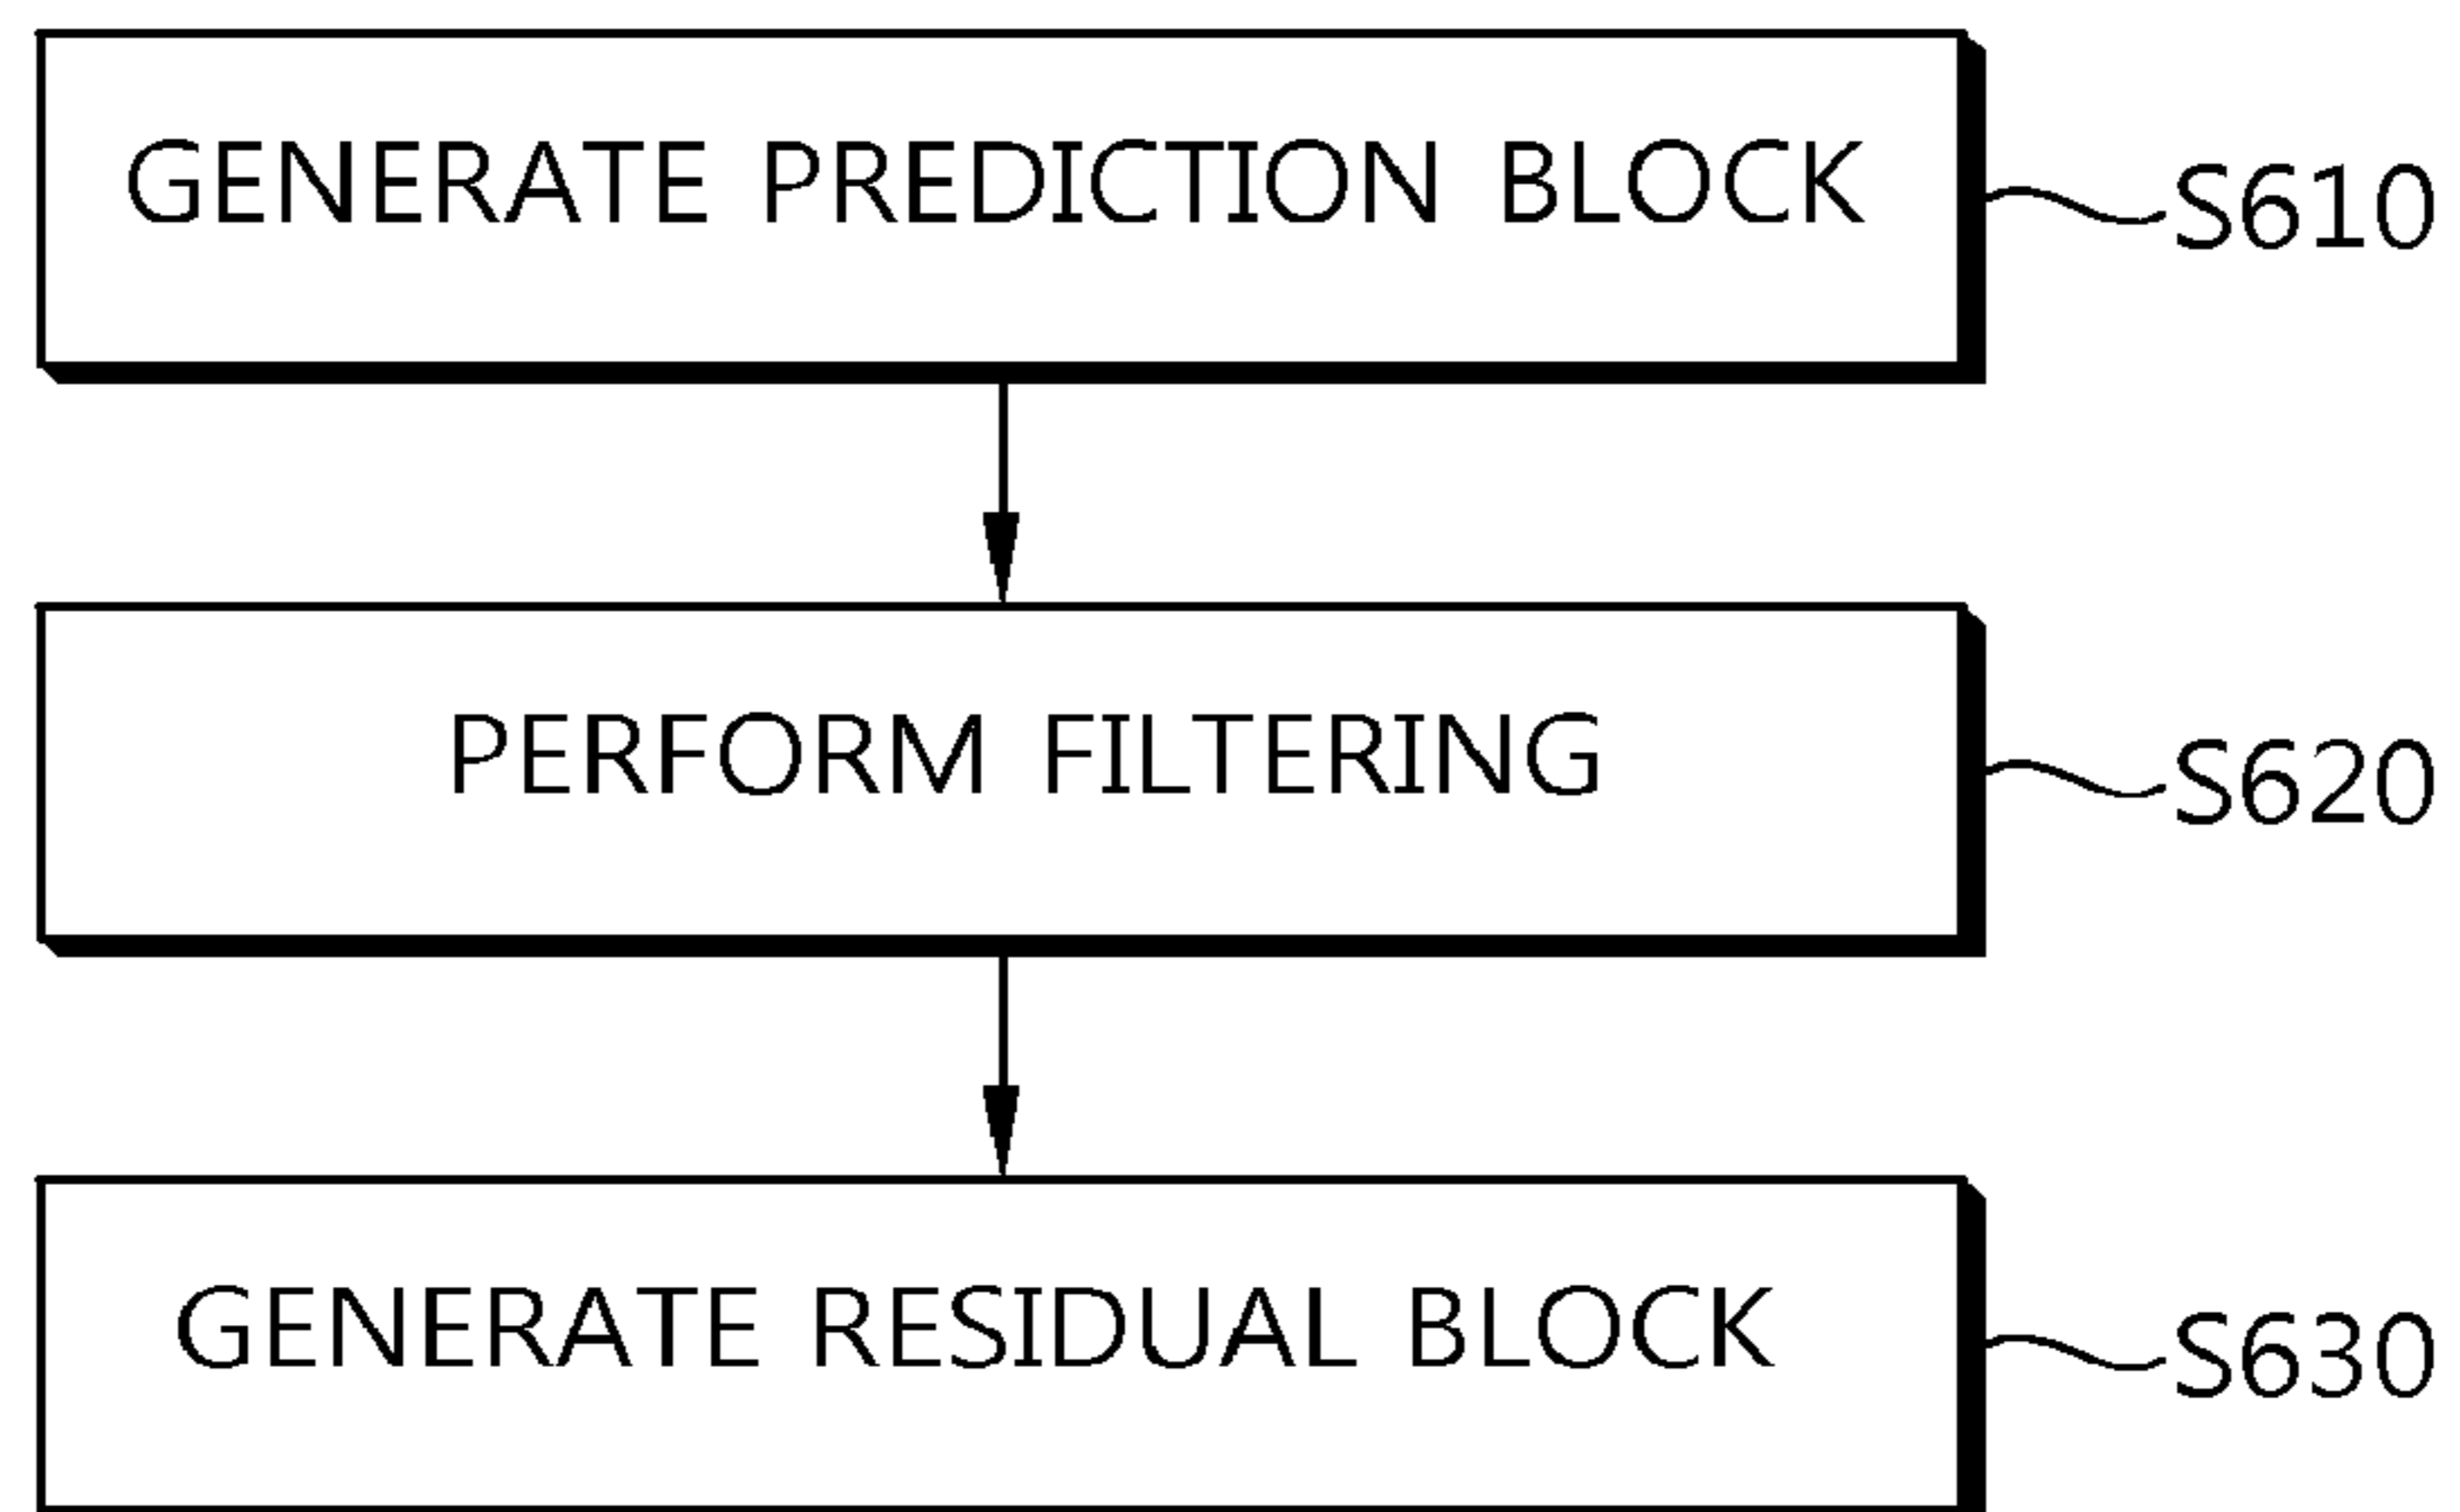 GENERATE PREDICTION BLOCK
S610
PERFORM FILTERING
S620
GENERATE RESIDUAL BLOCK
S630